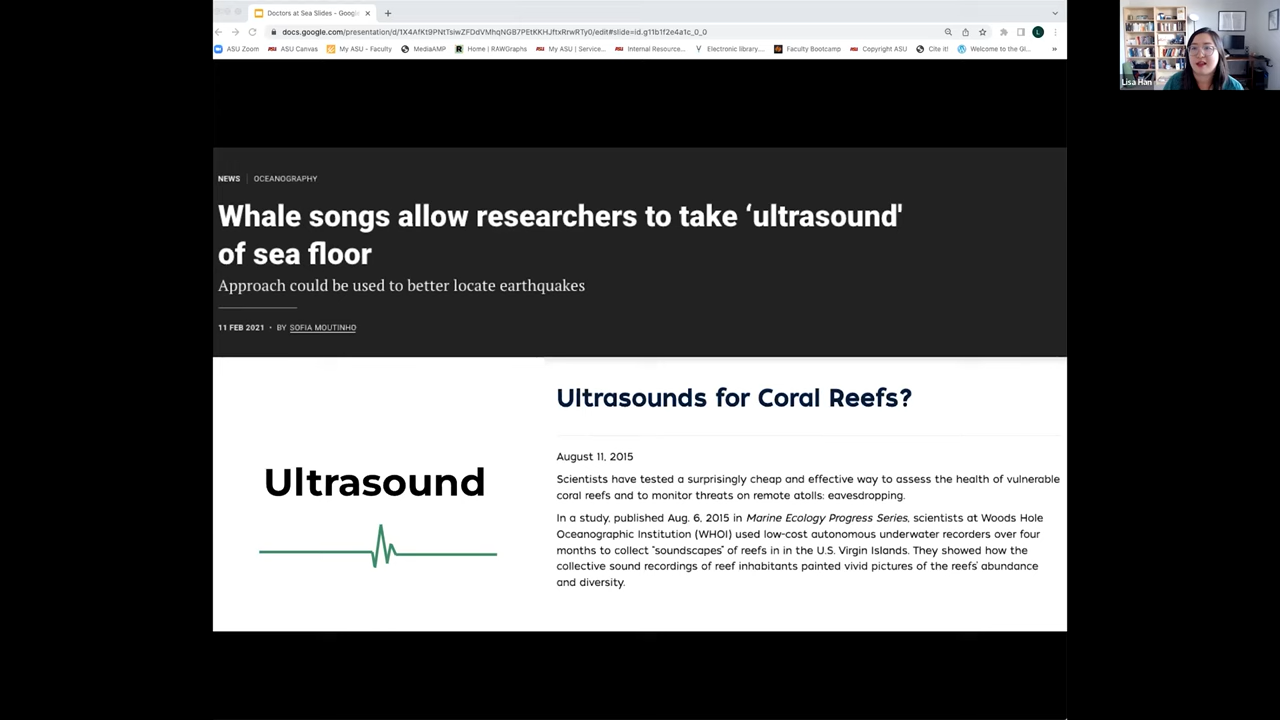 Doctors at Sea Slides - Goog
docs.google.com/presentation/d/1X4AfKt9PNtTsiwZFDdVMhqNGB7PEtKKHJftxRrwRTy0/edit#slide=id.g11b1f2e4a1c_0_0
ASU Zoom
ASU Canvas
My ASU – Faculty
MediaAMP
Home | RAWGraphs
My ASU | Service...
Internal Resource...
Electronic library....
Faculty Bootcamp
Copyright ASU
Cite it!
Welcome to the Gl...
Lisa Han
NEWS | OCEANOGRAPHY
Whale songs allow researchers to take ‘ultrasound'
of sea floor
Approach could be used to better locate earthquakes
11 FEB 2021 • BY SOFIA MOUTINHO
Ultrasound
Ultrasounds for Coral Reefs?
August 11, 2015
Scientists have tested a surprisingly cheap and effective way to assess the health of vulnerable
coral reefs and to monitor threats on remote atolls: eavesdropping.
In a study, published Aug. 6, 2015 in Marine Ecology Progress Series, scientists at Woods Hole
Oceanographic Institution (WHOI) used low-cost autonomous underwater recorders over four
months to collect "soundscapes" of reefs in in the U.S. Virgin Islands. They showed how the
collective sound recordings of reef inhabitants painted vivid pictures of the reefs' abundance
and diversity.